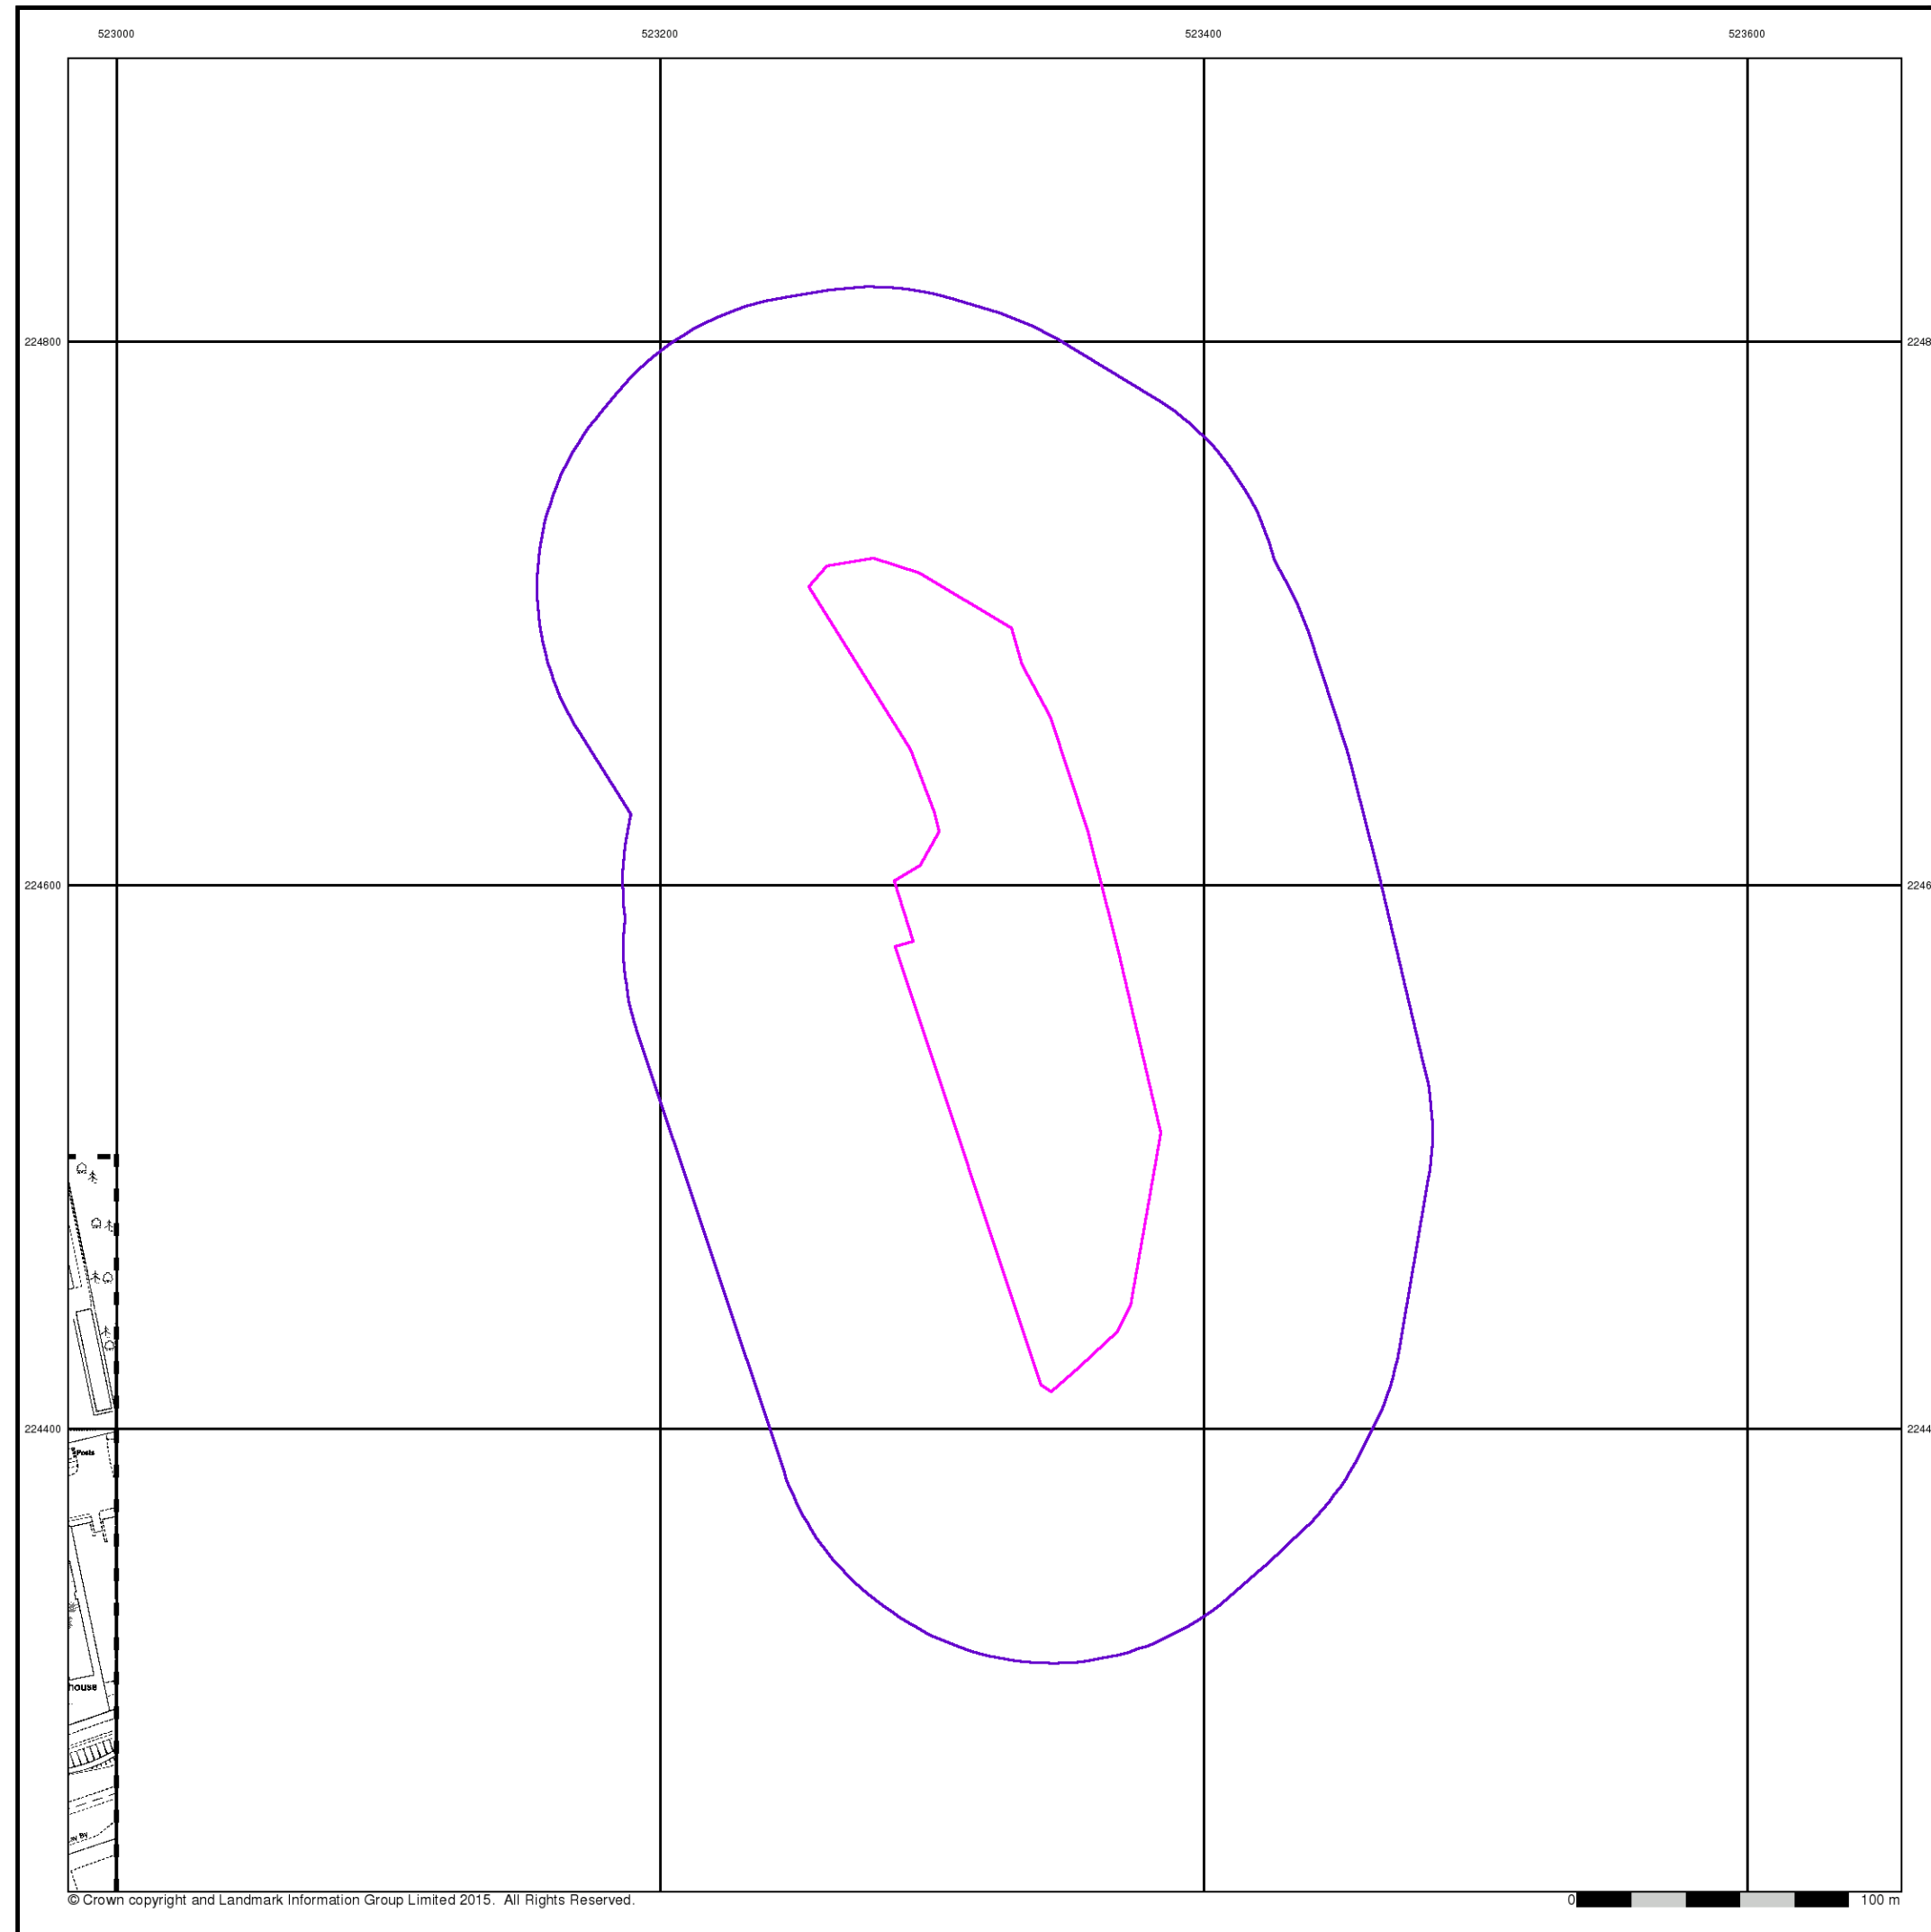 523000 523200 523400 523600
224800 2248
224600 2246
224400 2244
Posts
house
© Crown copyright and Landmark Information Group Limited 2015. All Rights Reserved.
0 100 m